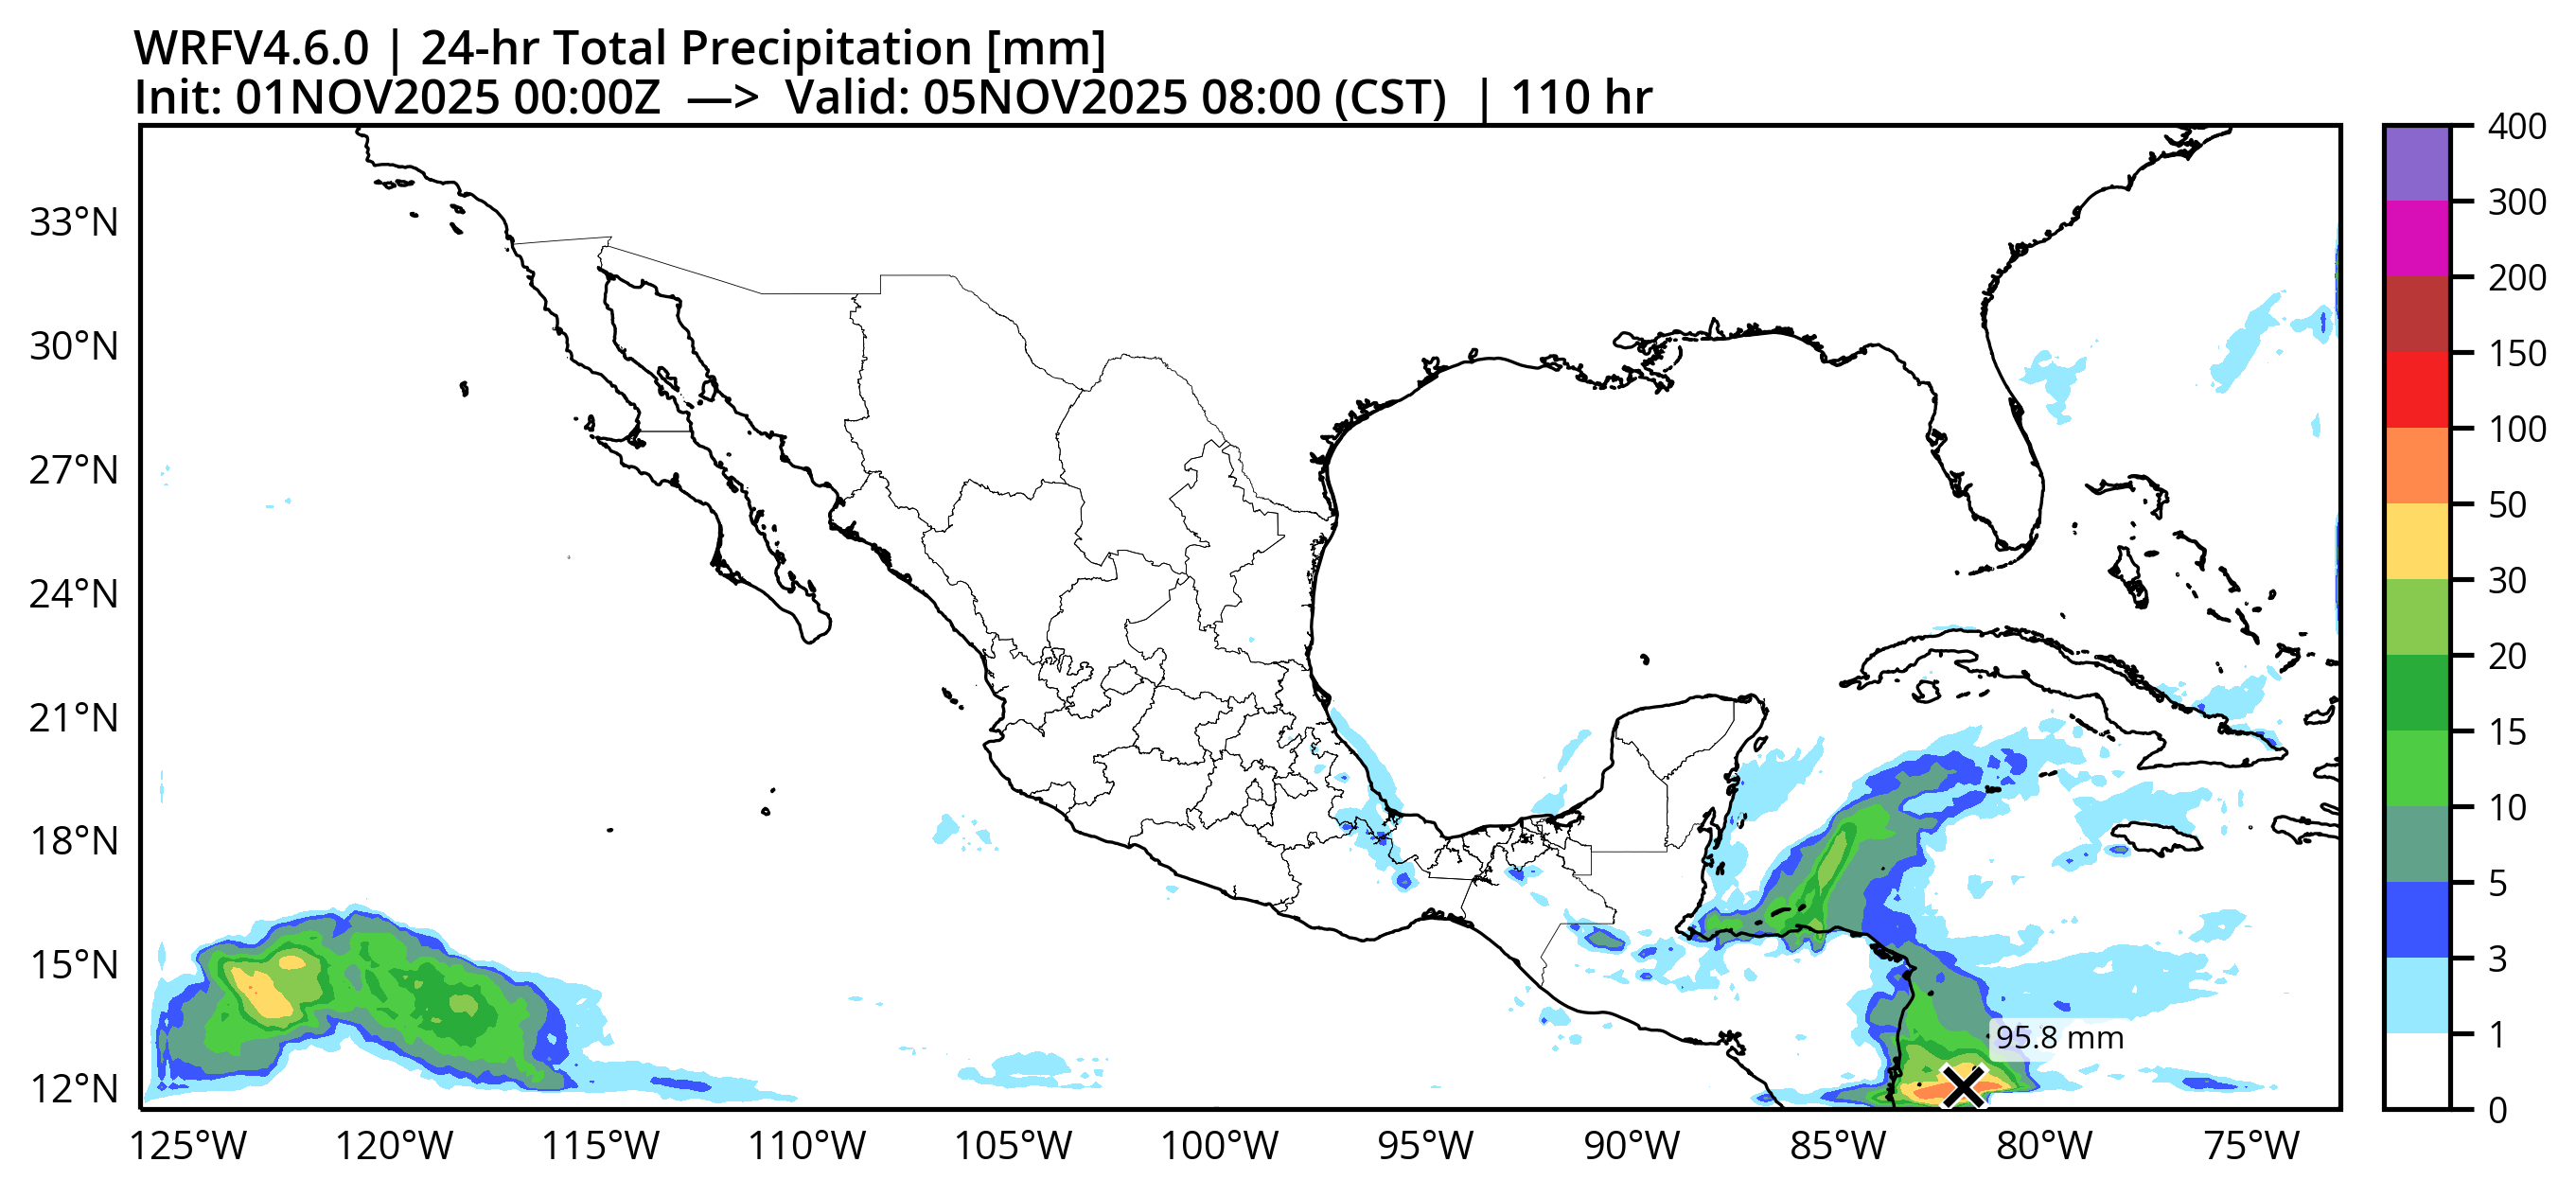 WRFV4.6.0 | 24-hr Total Precipitation [mm]
Init: 01NOV2025 00:00Z —> Valid: 05NOV2025 08:00 (CST) | 110 hr
33°N
30°N
27°N
24°N
21°N
18°N
15°N
12°N
125°W 120°W 115°W 110°W 105°W 100°W 95°W 90°W 85°W 80°W 75°W
95.8 mm
400
300
200
150
100
50
30
20
15
10
5
3
1
0